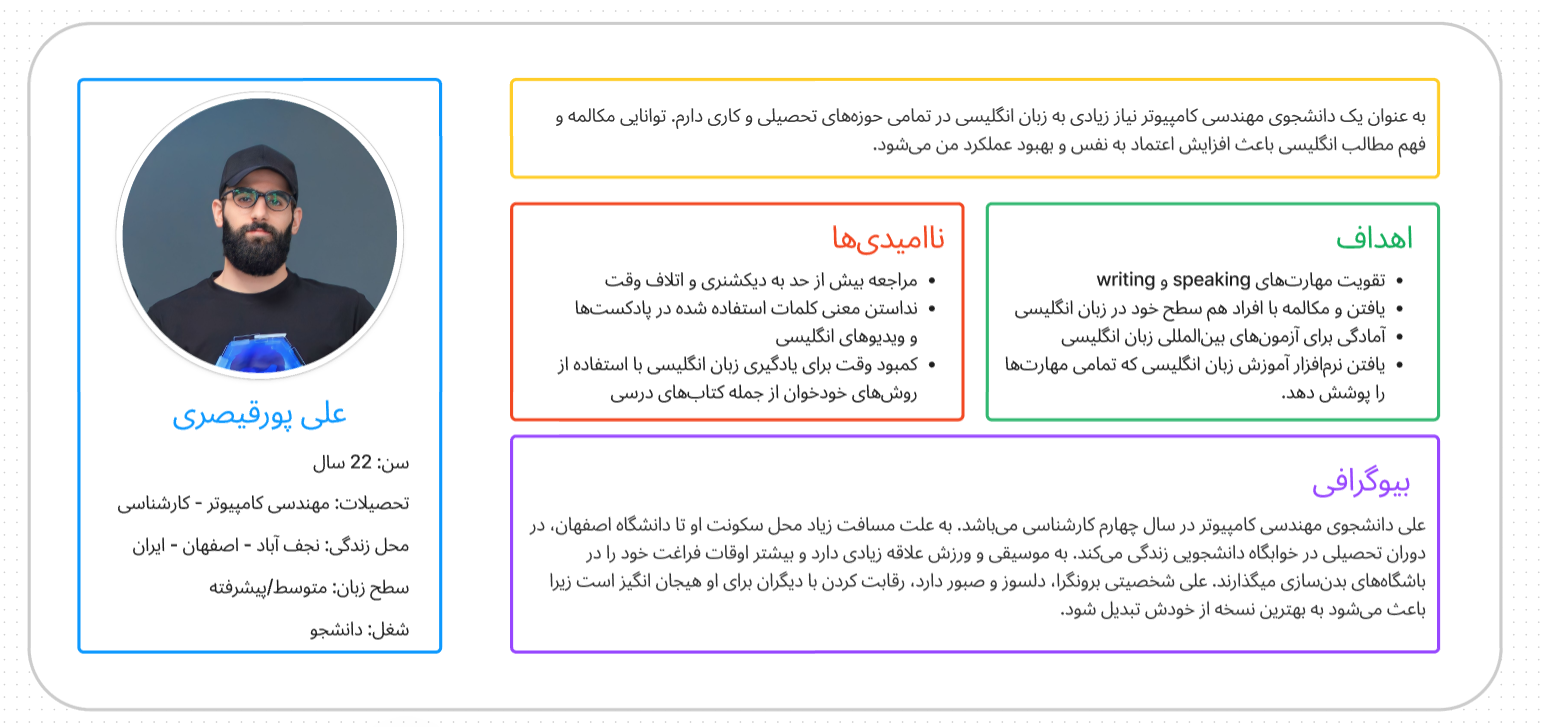 به عنوان یک دانشجوی مهندسی کامپیوتر نیاز زیادی به زبان انگلیسی در تمامی حوزه‌های تحصیلی و کاری دارم. توانایی مکالمه و
فهم مطالب انگلیسی باعث افزایش اعتماد به نفس و بهبود عملکرد من می‌شود.
اهداف
• تقویت مهارت‌های speaking و writing
• یافتن و مکالمه با افراد هم سطح خود در زبان انگلیسی
• آمادگی برای آزمون‌های بین‌المللی زبان انگلیسی
• یافتن نرم‌افزار آموزش زبان انگلیسی که تمامی مهارت‌ها
را پوشش دهد.
ناامیدی‌ها
• مراجعه بیش از حد به دیکشنری و اتلاف وقت
• نداستن معنی کلمات استفاده شده در پادکست‌ها
و ویدیوهای انگلیسی
• کمبود وقت برای یادگیری زبان انگلیسی با استفاده از
روش‌های خودخوان از جمله کتاب‌های درسی
بیوگرافی
علی دانشجوی مهندسی کامپیوتر در سال چهارم کارشناسی می‌باشد. به علت مسافت زیاد محل سکونت او تا دانشگاه اصفهان، در
دوران تحصیلی در خوابگاه دانشجویی زندگی می‌کند. به موسیقی و ورزش علاقه زیادی دارد و بیشتر اوقات فراغت خود را در
باشگاه‌های بدن‌سازی میگذارند. علی شخصیتی برونگرا، دلسوز و صبور دارد، رقابت کردن با دیگران برای او هیجان انگیز است زیرا
باعث می‌شود به بهترین نسخه از خودش تبدیل شود.
علی پورقیصری
سن: 22 سال
تحصیلات: مهندسی کامپیوتر - کارشناسی
محل زندگی: نجف آباد - اصفهان - ایران
سطح زبان: متوسط/پیشرفته
شغل: دانشجو